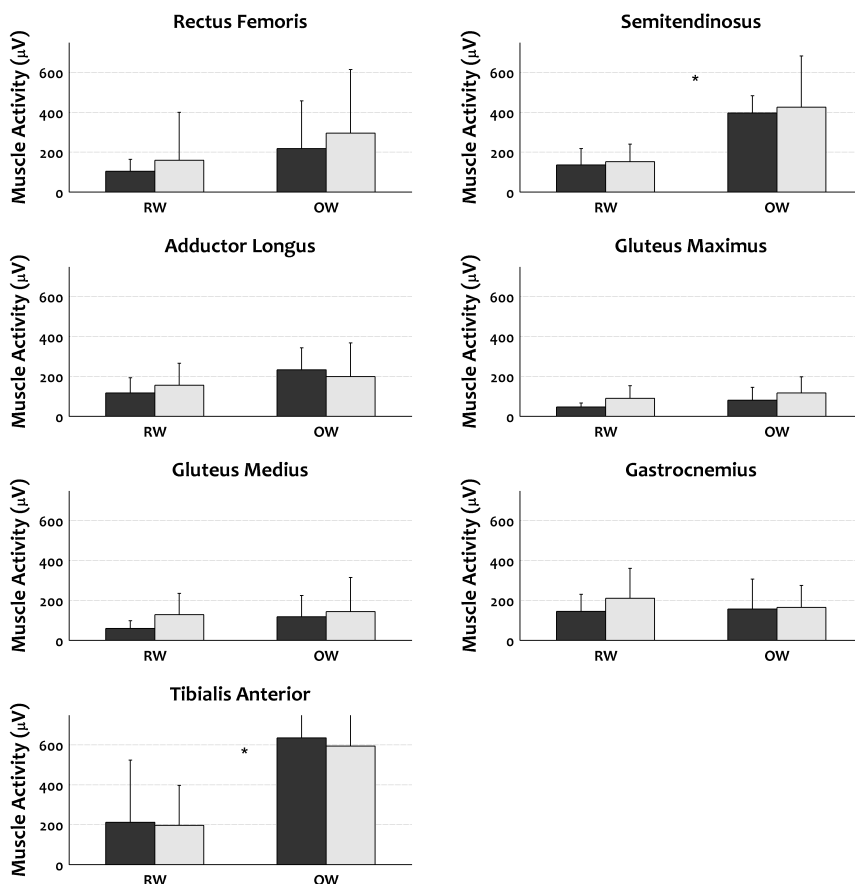 Rectus Femoris
Muscle Activity (μV)
600
400
200
0
RW OW
Semitendinosus
Muscle Activity (μV)
600
400
200
0
*
RW OW
Adductor Longus
Muscle Activity (μV)
600
400
200
0
RW OW
Gluteus Maximus
Muscle Activity (μV)
600
400
200
0
RW OW
Gluteus Medius
Muscle Activity (μV)
600
400
200
0
RW OW
Gastrocnemius
Muscle Activity (μV)
600
400
200
0
RW OW
Tibialis Anterior
Muscle Activity (μV)
600
400
200
0
*
RW OW